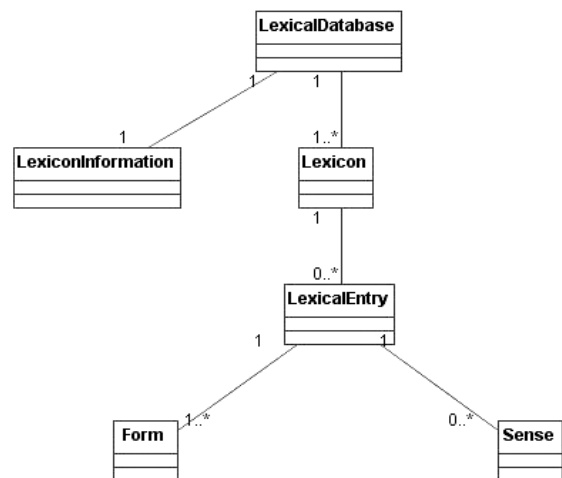 LexicalDatabase
1
1
1
1..*
LexiconInformation
Lexicon
1
0..*
LexicalEntry
1
1
1..*
0..*
Form
Sense